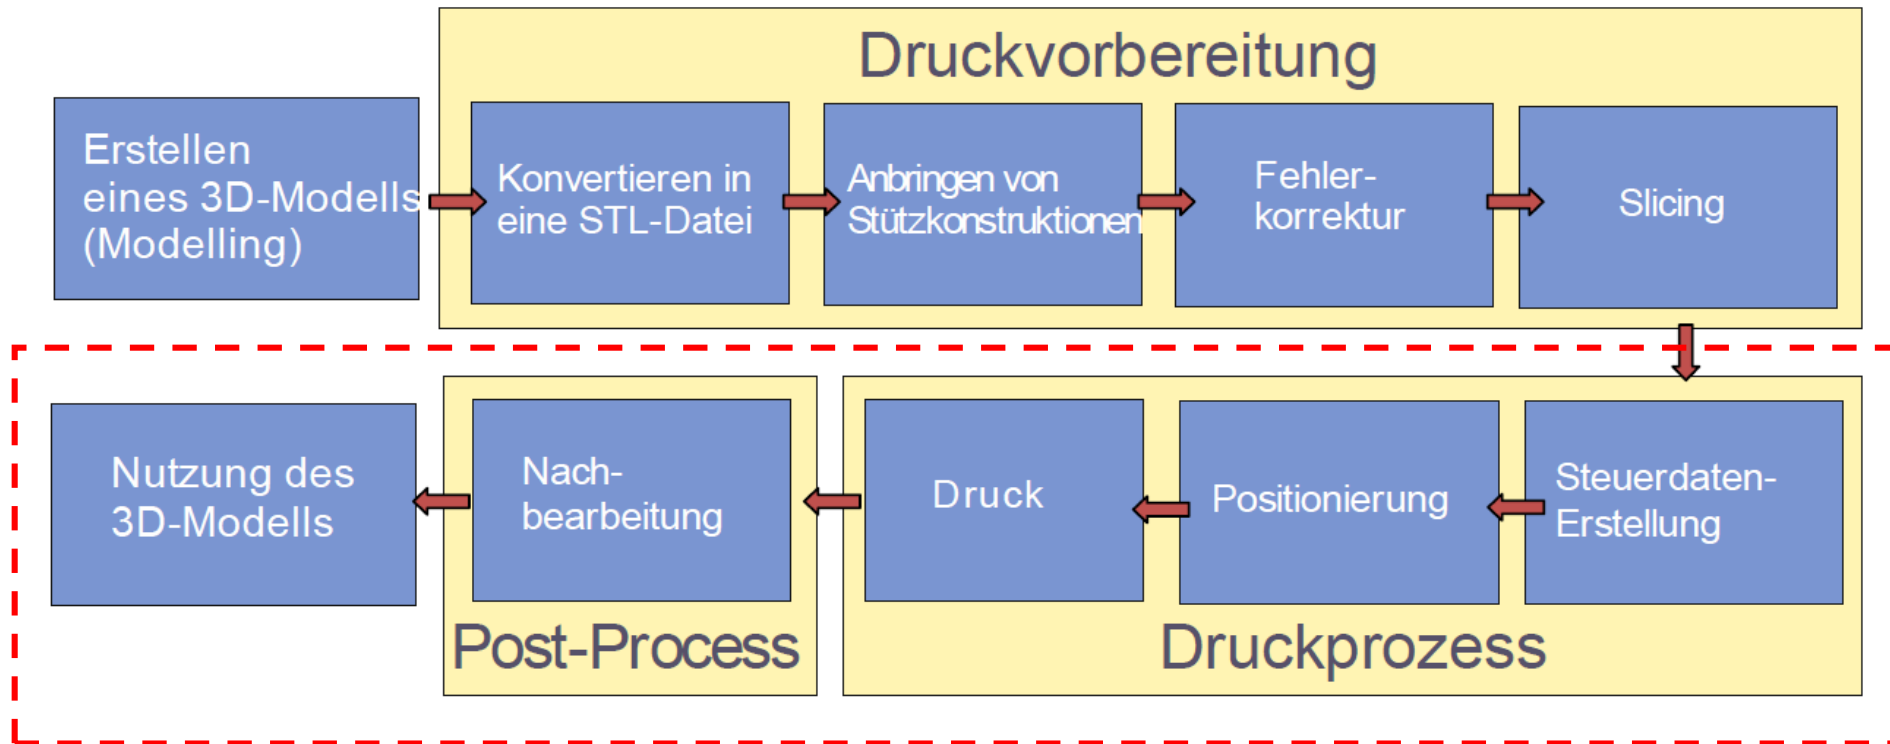 Druckvorbereitung
Erstellen
eines 3D-Modells
(Modelling)
Konvertieren in
eine STL-Datei
Anbringen von
Stützkonstruktionen
Fehler-
korrektur
Slicing
Steuerdaten-
Erstellung
Positionierung
Druck
Druckprozess
Nach-
bearbeitung
Post-Process
Nutzung des
3D-Modells